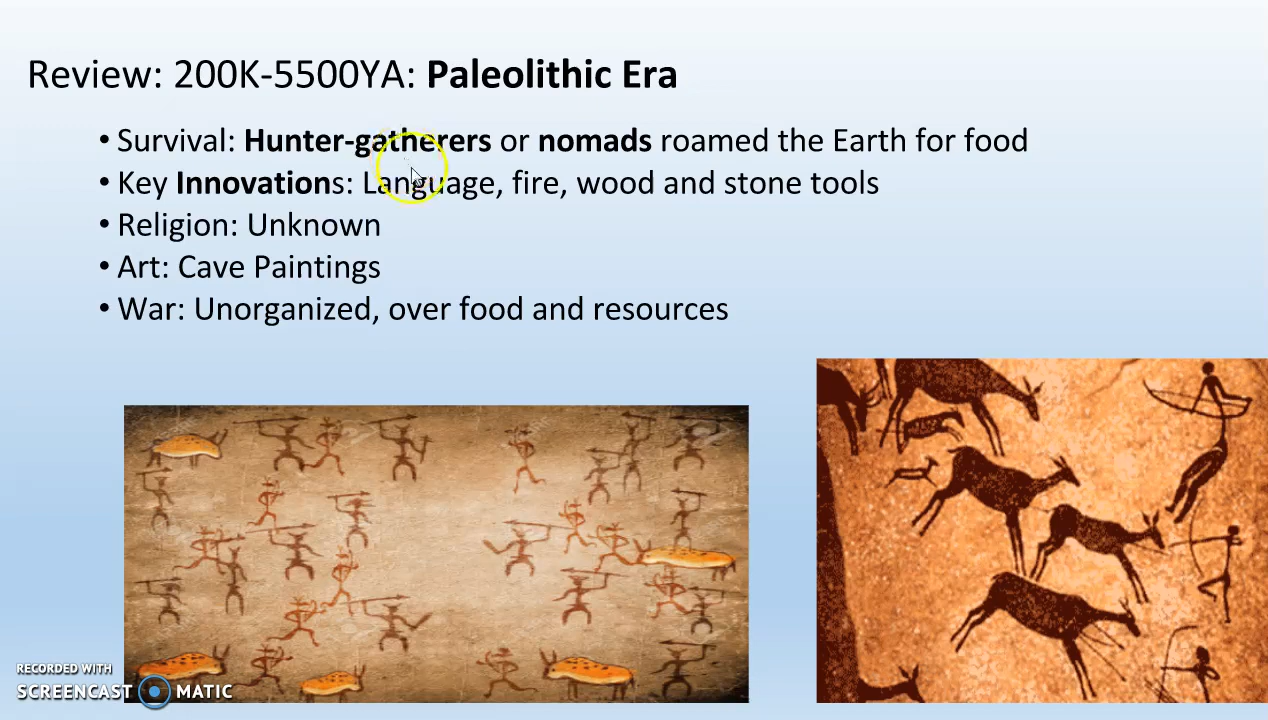 Review: 200K-5500YA: Paleolithic Era
• Survival: Hunter-gatherers or nomads roamed the Earth for food
• Key Innovations: Language, fire, wood and stone tools
• Religion: Unknown
• Art: Cave Paintings
• War: Unorganized, over food and resources
RECORDED WITH
SCREENCAST MATIC